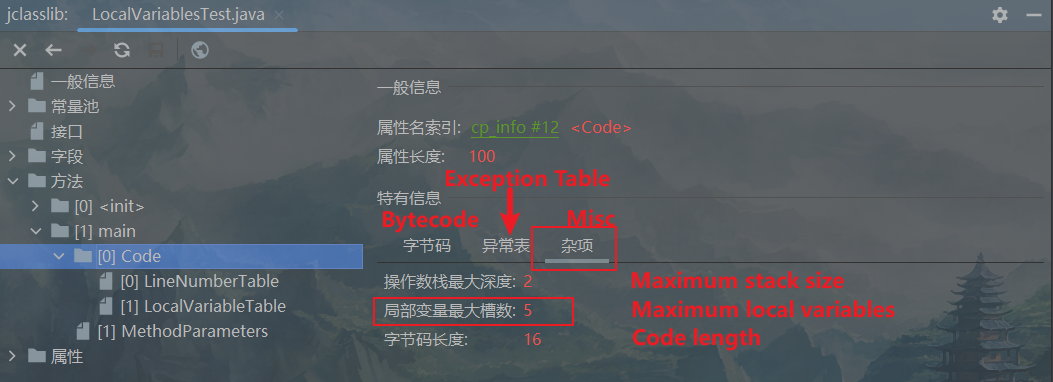 jclasslib: LocalVariablesTest.java
一般信息
常量池
接口
字段
方法
[0] <init>
[1] main
[0] Code
[0] LineNumberTable
[1] LocalVariableTable
[1] MethodParameters
属性
一般信息
属性名索引: cp_info #12 <Code>
属性长度: 100
Exception Table
特有信息
Bytecode Misc
字节码 异常表 杂项
操作数栈最大深度: 2 Maximum stack size
局部变量最大槽数: 5 Maximum local variables
字节码长度: 16 Code length